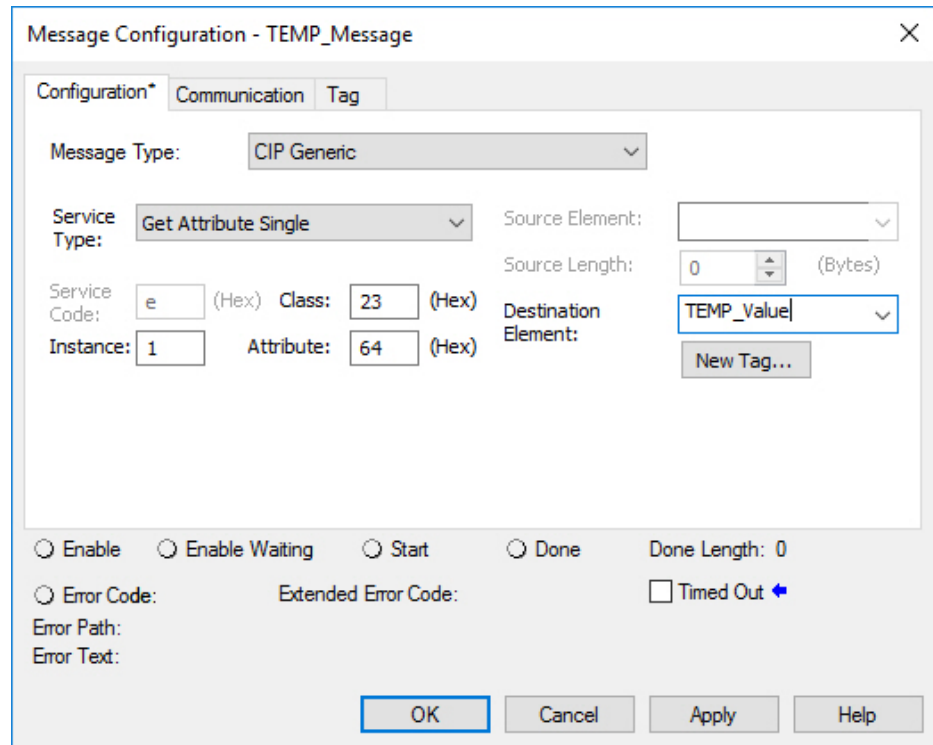 Message Configuration - TEMP_Message
Configuration* Communication Tag
Message Type: CIP Generic
Service Type: Get Attribute Single
Source Element:
Source Length: 0 (Bytes)
Service Code: e (Hex) Class: 23 (Hex)
Destination Element: TEMP_Value
Instance: 1 Attribute: 64 (Hex)
New Tag...
Enable Enable Waiting Start Done Done Length: 0
Error Code: Extended Error Code: Timed Out
Error Path:
Error Text:
OK Cancel Apply Help